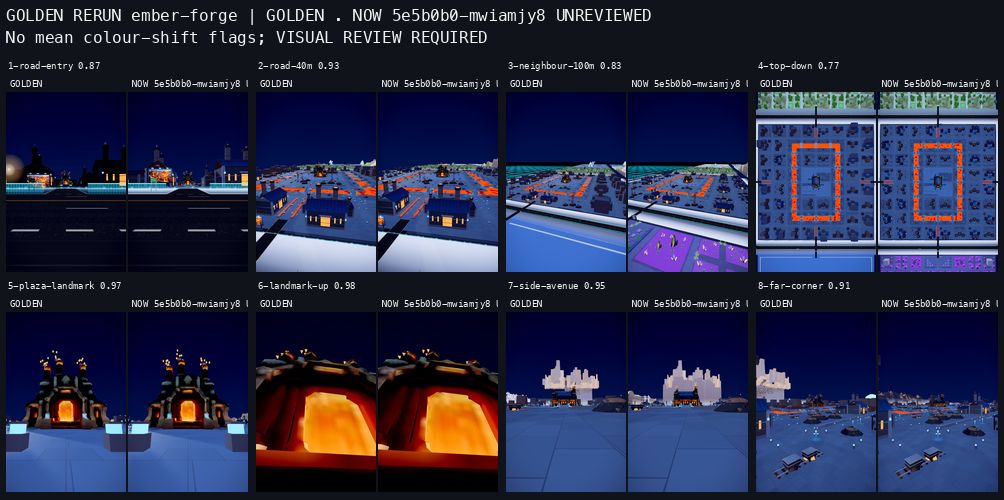 GOLDEN RERUN ember-forge | GOLDEN . NOW 5e5b0b0-mwiamjy8 UNREVIEWED
No mean colour-shift flags; VISUAL REVIEW REQUIRED
1-road-entry 0.87
GOLDEN NOW 5e5b0b0-mwiamjy8 U
2-road-40m 0.93
GOLDEN NOW 5e5b0b0-mwiamjy8 U
3-neighbour-100m 0.83
GOLDEN NOW 5e5b0b0-mwiamjy8 U
4-top-down 0.77
GOLDEN NOW 5e5b0b0-mwiamjy8 U
5-plaza-landmark 0.97
GOLDEN NOW 5e5b0b0-mwiamjy8 U
6-landmark-up 0.98
GOLDEN NOW 5e5b0b0-mwiamjy8 U
7-side-avenue 0.95
GOLDEN NOW 5e5b0b0-mwiamjy8 U
8-far-corner 0.91
GOLDEN NOW 5e5b0b0-mwiamjy8 U